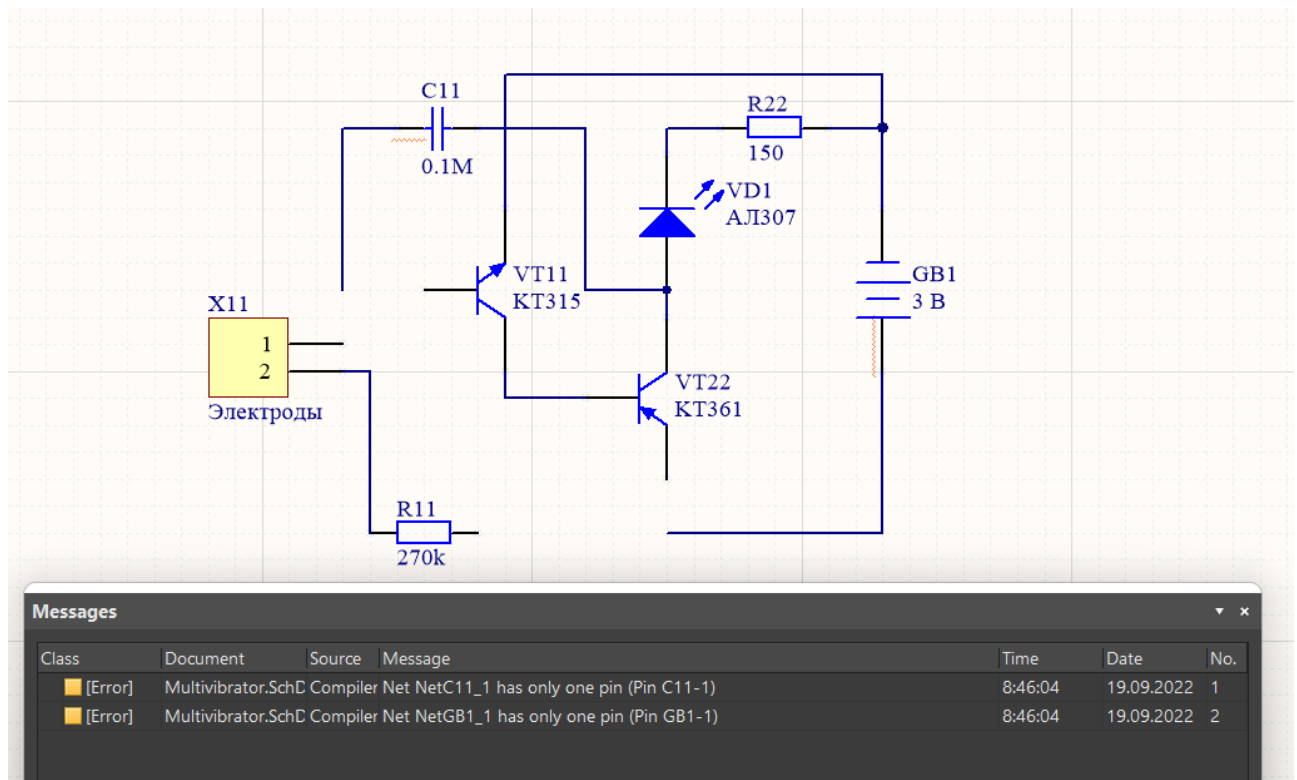 C11
0.1М
R22
150
VD1
АЛ307
VT11
КТ315
GB1
3 В
X11
1
2
Электроды
VT22
КТ361
R11
270k
Messages
Class Document Source Message Time Date No.
[Error] Multivibrator.SchD Compiler Net NetC11_1 has only one pin (Pin C11-1) 8:46:04 19.09.2022 1
[Error] Multivibrator.SchD Compiler Net NetGB1_1 has only one pin (Pin GB1-1) 8:46:04 19.09.2022 2